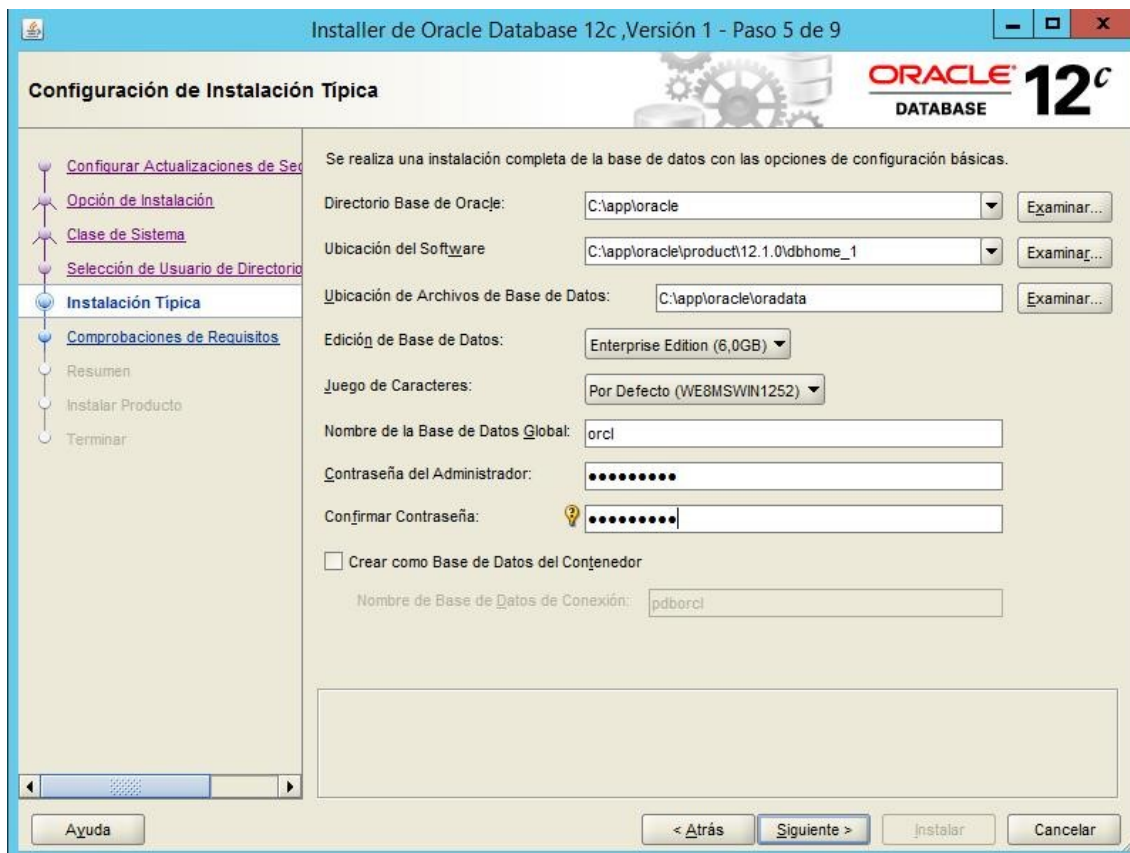 Installer de Oracle Database 12c ,Versión 1 - Paso 5 de 9
Configuración de Instalación Típica
ORACLE DATABASE 12c
Configurar Actualizaciones de Sec
Opción de Instalación
Clase de Sistema
Selección de Usuario de Directorio
Instalación Típica
Comprobaciones de Requisitos
Resumen
Instalar Producto
Terminar
Se realiza una instalación completa de la base de datos con las opciones de configuración básicas.
Directorio Base de Oracle: C:\app\oracle Examinar...
Ubicación del Software C:\app\oracle\product\12.1.0\dbhome_1 Examinar...
Ubicación de Archivos de Base de Datos: C:\app\oracle\oradata Examinar...
Edición de Base de Datos: Enterprise Edition (6,0GB)
Juego de Caracteres: Por Defecto (WE8MSWIN1252)
Nombre de la Base de Datos Global: orcl
Contraseña del Administrador: •••••••••
Confirmar Contraseña: •••••••••
Crear como Base de Datos del Contenedor
Nombre de Base de Datos de Conexión: pdborcl
Ayuda < Atrás Siguiente > Instalar Cancelar